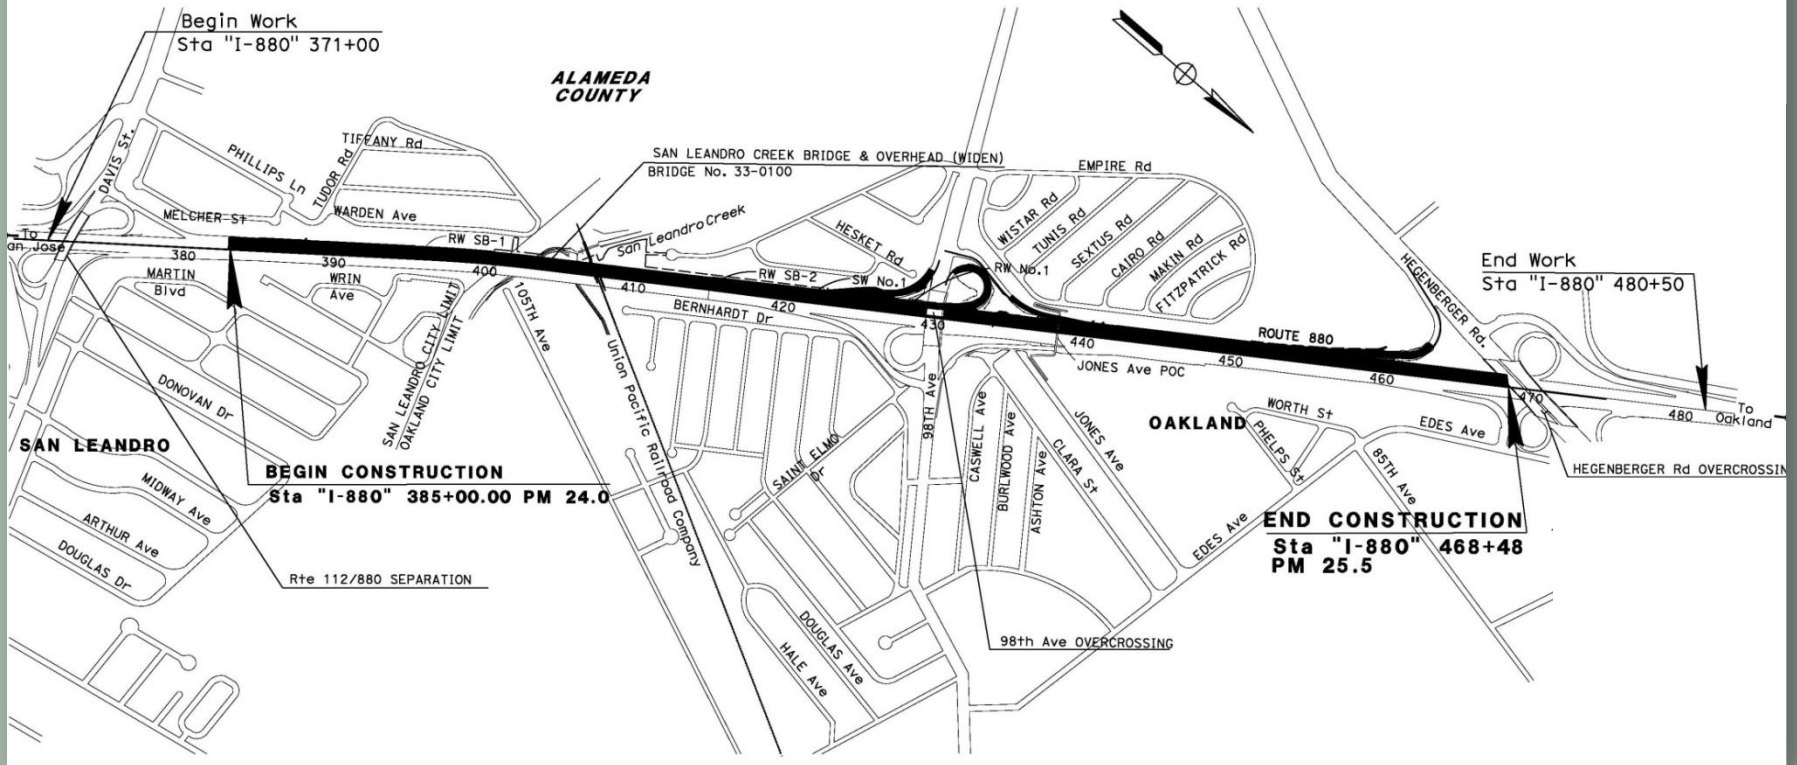 Begin Work
Sta "I-880" 371+00
ALAMEDA
COUNTY
DAVIS St.
PHILLIPS Ln
TUDOR Rd
TIFFANY Rd
MELCHER St
WARDEN Ave
RW SB-1
To
an Jose
380
390
400
410
420
430
440
450
460
470
480
SAN LEANDRO CREEK BRIDGE & OVERHEAD (WIDEN)
BRIDGE No. 33-0100
San Leandro Creek
RW SB-2
SW No.1
HESKET Rd
RW No.1
EMPIRE Rd
WISTAR Rd
TUNIS Rd
SEXTUS Rd
CAIRO Rd
MAKIN Rd
FITZPATRICK Rd
HEGENBERGER Rd.
ROUTE 880
End Work
Sta "I-880" 480+50
To
Oakland
HEGENBERGER Rd OVERCROSSIN
MARTIN
Blvd
WRIN
Ave
SAN LEANDRO CITY LIMIT
OAKLAND CITY LIMIT
105TH Ave
BERNHARDT Dr
Union Pacific Railroad Company
98TH Ave
JONES Ave POC
DONOVAN Dr
SAN LEANDRO
MIDWAY Ave
ARTHUR Ave
DOUGLAS Dr
BEGIN CONSTRUCTION
Sta "I-880" 385+00.00 PM 24.0
Rte 112/880 SEPARATION
SAINT ELMO
Dr
CASWELL Ave
BURLWOOD Ave
ASHTON Ave
CLARA St
JONES Ave
OAKLAND
WORTH St
PHELPS St
EDES Ave
85TH Ave
EDES Ave
END CONSTRUCTION
Sta "I-880" 468+48
PM 25.5
98th Ave OVERCROSSING
DOUGLAS Ave
HALE Ave